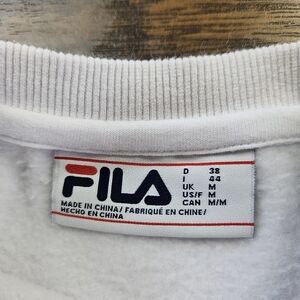 FILA
D 38
I 44
UK M
US/F M
CAN M/M
MADE IN CHINA / FABRIQUÉ EN CHINE/
HECHO EN CHINA